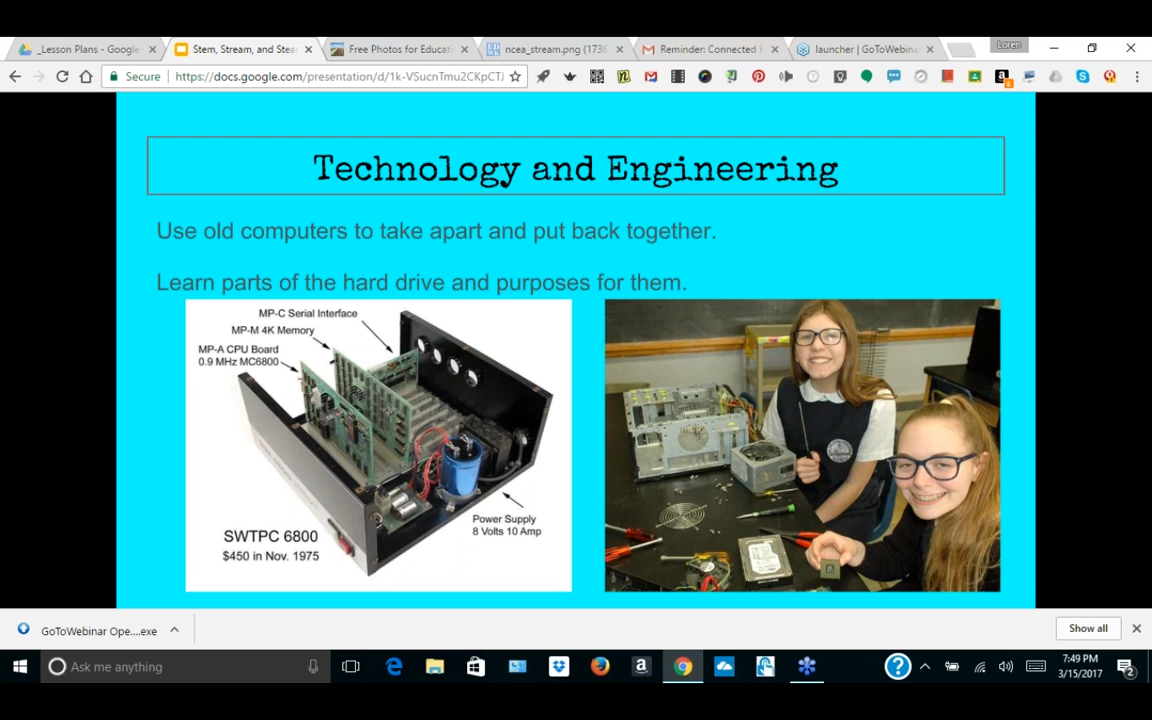 Loren
_Lesson Plans - Google
Stem, Stream, and Stea
Free Photos for Educat
ncea_stream.png (1736
Reminder: Connected E
launcher | GoToWebina
Secure
https://docs.google.com/presentation/d/1k-VSucnTmu2CKpCTJ
Technology and Engineering
Use old computers to take apart and put back together.
Learn parts of the hard drive and purposes for them.
MP-C Serial Interface
MP-M 4K Memory
MP-A CPU Board
0.9 MHz MC6800
Power Supply
8 Volts 10 Amp
SWTPC 6800
$450 in Nov. 1975
GoToWebinar Ope....exe
Show all
Ask me anything
7:49 PM
3/15/2017
2